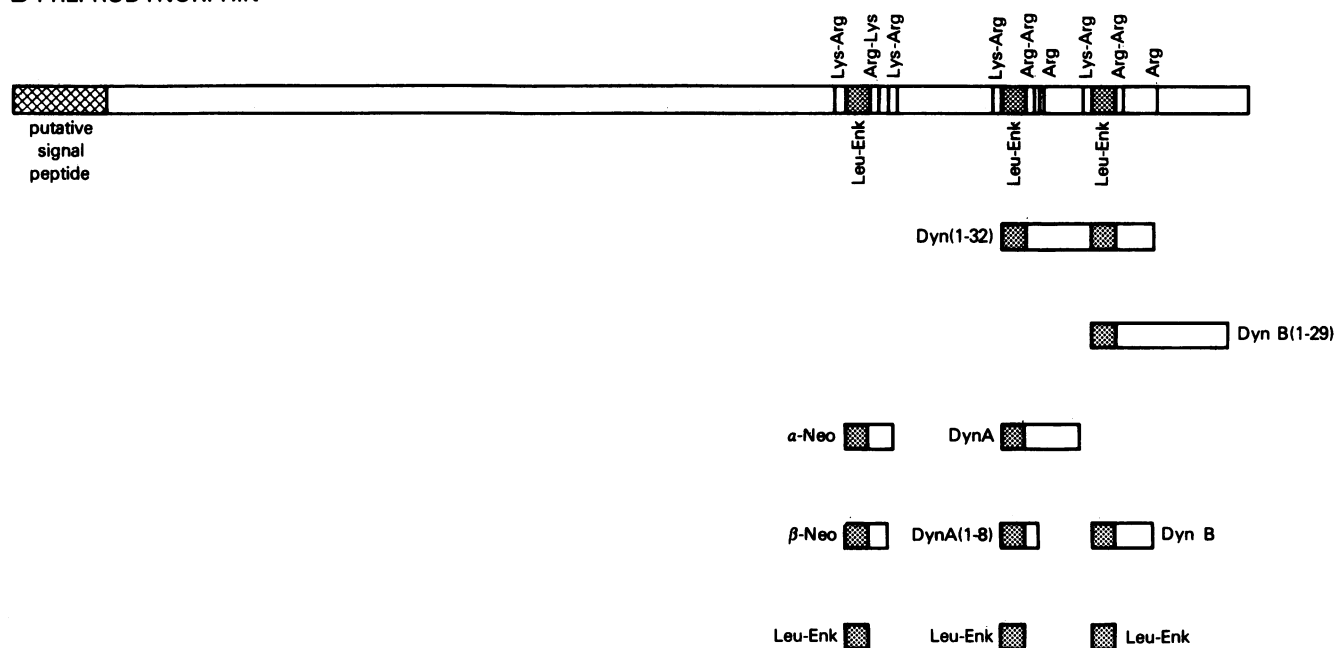 Lys-Arg
Arg-Lys
Lys-Arg
Lys-Arg
Arg-Arg
Arg
Lys-Arg
Arg-Arg
Arg
putative
signal
peptide
Leu-Enk
Leu-Enk
Leu-Enk
Dyn(1-32)
Dyn B(1-29)
α-Neo
DynA
β-Neo
DynA(1-8)
Dyn B
Leu-Enk
Leu-Enk
Leu-Enk